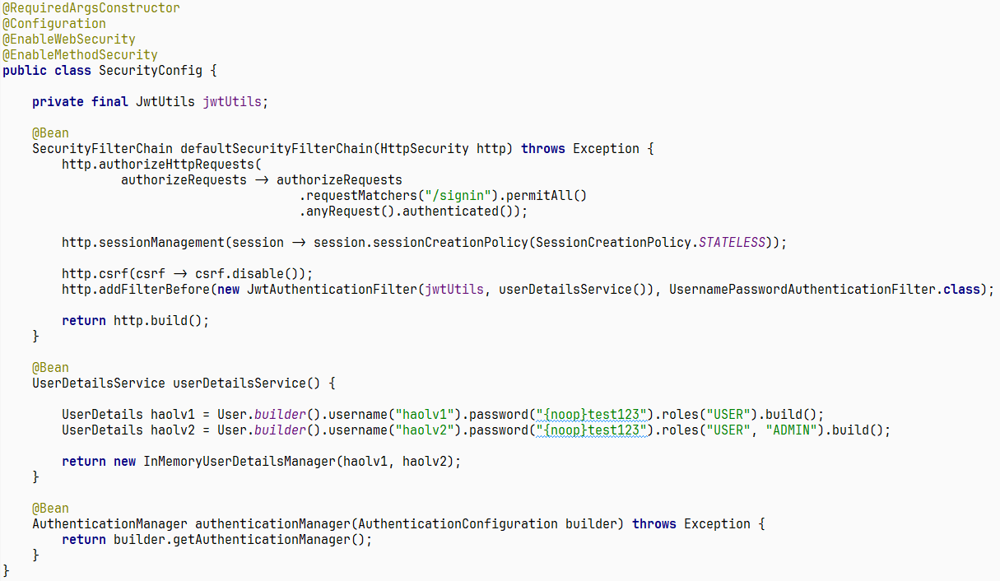 @RequiredArgsConstructor
@Configuration
@EnableWebSecurity
@EnableMethodSecurity
public class SecurityConfig {
private final JwtUtils jwtUtils;
@Bean
SecurityFilterChain defaultSecurityFilterChain(HttpSecurity http) throws Exception {
http.authorizeHttpRequests(
authorizeRequests → authorizeRequests
.requestMatchers("/signin").permitAll()
.anyRequest().authenticated());
http.sessionManagement(session → session.sessionCreationPolicy(SessionCreationPolicy.STATELESS));
http.csrf(csrf → csrf.disable());
http.addFilterBefore(new JwtAuthenticationFilter(jwtUtils, userDetailsService()), UsernamePasswordAuthenticationFilter.class);
return http.build();
}
@Bean
UserDetailsService userDetailsService() {
UserDetails haolv1 = User.builder().username("haolv1").password("{noop}test123").roles("USER").build();
UserDetails haolv2 = User.builder().username("haolv2").password("{noop}test123").roles("USER", "ADMIN").build();
return new InMemoryUserDetailsManager(haolv1, haolv2);
}
@Bean
AuthenticationManager authenticationManager(AuthenticationConfiguration builder) throws Exception {
return builder.getAuthenticationManager();
}
}